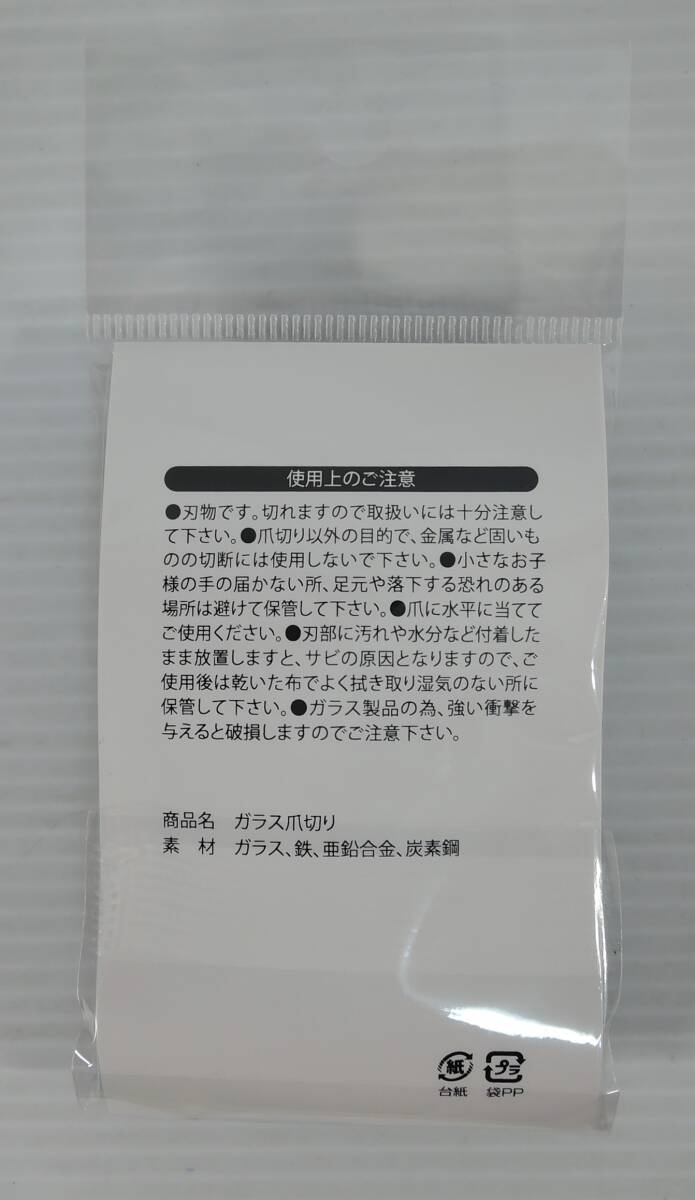 使用上のご注意
●刃物です。切れますので取扱いには十分注意し
て下さい。●爪切り以外の目的で、金属など固いも
のの切断には使用しないで下さい。●小さなお子
様の手の届かない所、足元や落下する恐れのある
場所は避けて保管して下さい。●爪に水平に当てて
ご使用ください。●刃部に汚れや水分など付着した
まま放置しますと、サビの原因となりますので、ご
使用後は乾いた布でよく拭き取り湿気のない所に
保管して下さい。●ガラス製品の為、強い衝撃を
与えると破損しますのでご注意下さい。
商品名 ガラス爪切り
素 材 ガラス、鉄、亜鉛合金、炭素鋼
紙 プラ
台紙 袋PP